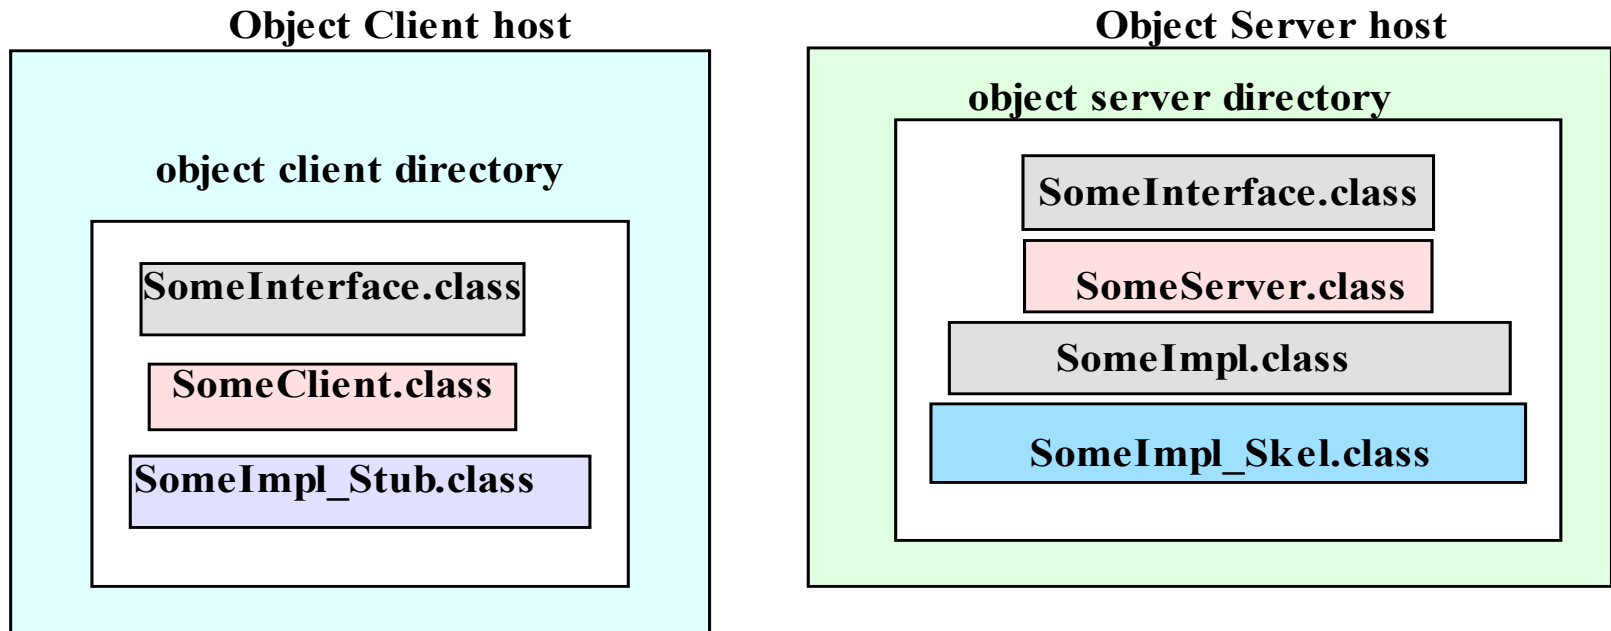 Object Client host
object client directory
SomeInterface.class
SomeClient.class
SomeImpl_Stub.class
Object Server host
object server directory
SomeInterface.class
SomeServer.class
SomeImpl.class
SomeImpl_Skel.class